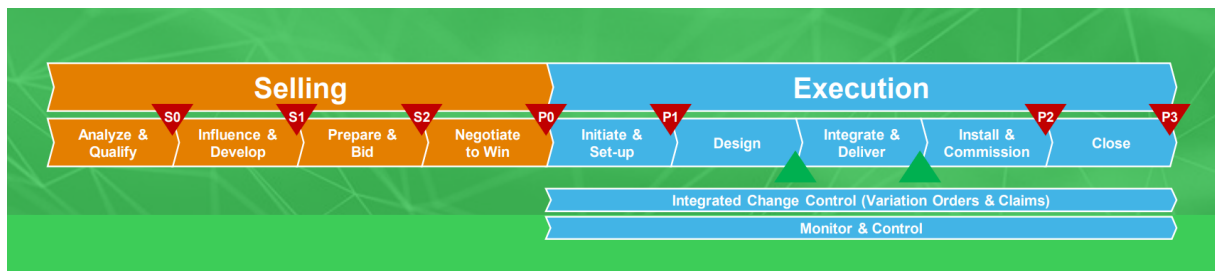 Selling
Execution
S0
S1
S2
P0
P1
P2
P3
Analyze &
Qualify
Influence &
Develop
Prepare &
Bid
Negotiate
to Win
Initiate &
Set-up
Design
Integrate &
Deliver
Install &
Commission
Close
Integrated Change Control (Variation Orders & Claims)
Monitor & Control